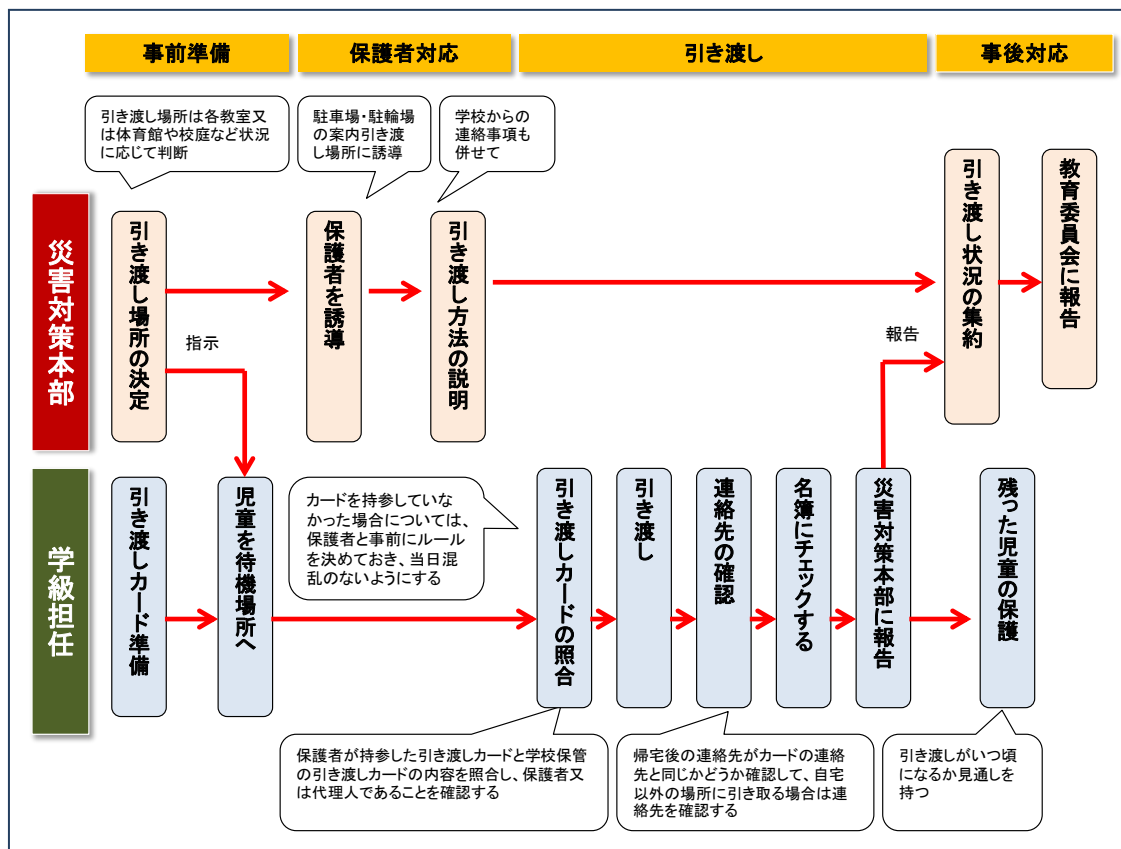 事前準備
保護者対応
引き渡し
事後対応
引き渡し場所は各教室又
は体育館や校庭など状況
に応じて判断
駐車場・駐輪場
の案内引き渡
し場所に誘導
学校からの
連絡事項も
併せて
災害対策本部
引き渡し場所の決定
保護者を誘導
引き渡し方法の説明
引き渡し状況の集約
教育委員会に報告
指示
報告
学級担任
引き渡しカード準備
児童を待機場所へ
カードを持参していな
かった場合については、
保護者と事前にルール
を決めておき、当日混
乱のないようにする
引き渡しカードの照合
引き渡し
連絡先の確認
名簿にチェックする
災害対策本部に報告
残った児童の保護
保護者が持参した引き渡しカードと学校保管
の引き渡しカードの内容を照合し、保護者又
は代理人であることを確認する
帰宅後の連絡先がカードの連絡
先と同じかどうか確認して、自宅
以外の場所に引き取る場合は連
絡先を確認する
引き渡しがいつ頃
になるか見通しを
持つ